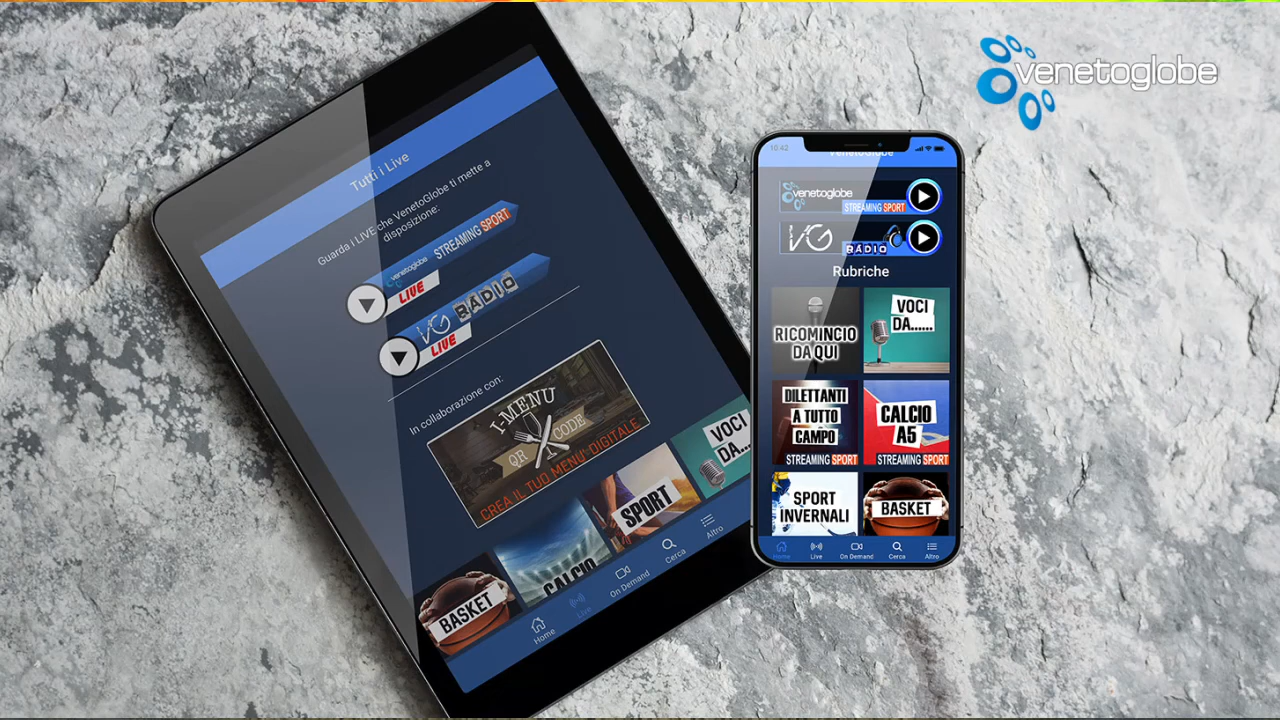 venetoglobe
Tutti i Live
Guarda i LIVE che VenetoGlobe ti mette a
disposizione:
venetoglobe STREAMING SPORT
LIVE
VG RADIO
LIVE
In collaborazione con:
I-MENU
QR CODE
CREA IL TUO MENU' DIGITALE
BASKET
CALCIO
SPORT
VOCI
DA...
Home
Live
On Demand
Cerca
Altro
10.42
VenetoGlobe
venetoglobe
STREAMING SPORT
VG RADIO
Rubriche
RICOMINCIO
DA QUI
VOCI
DA......
DILETTANTI
A TUTTO
CAMPO
STREAMING SPORT
CALCIO
A5
STREAMING SPORT
SPORT
INVERNALI
BASKET
Home
Live
On Demand
Cerca
Altro